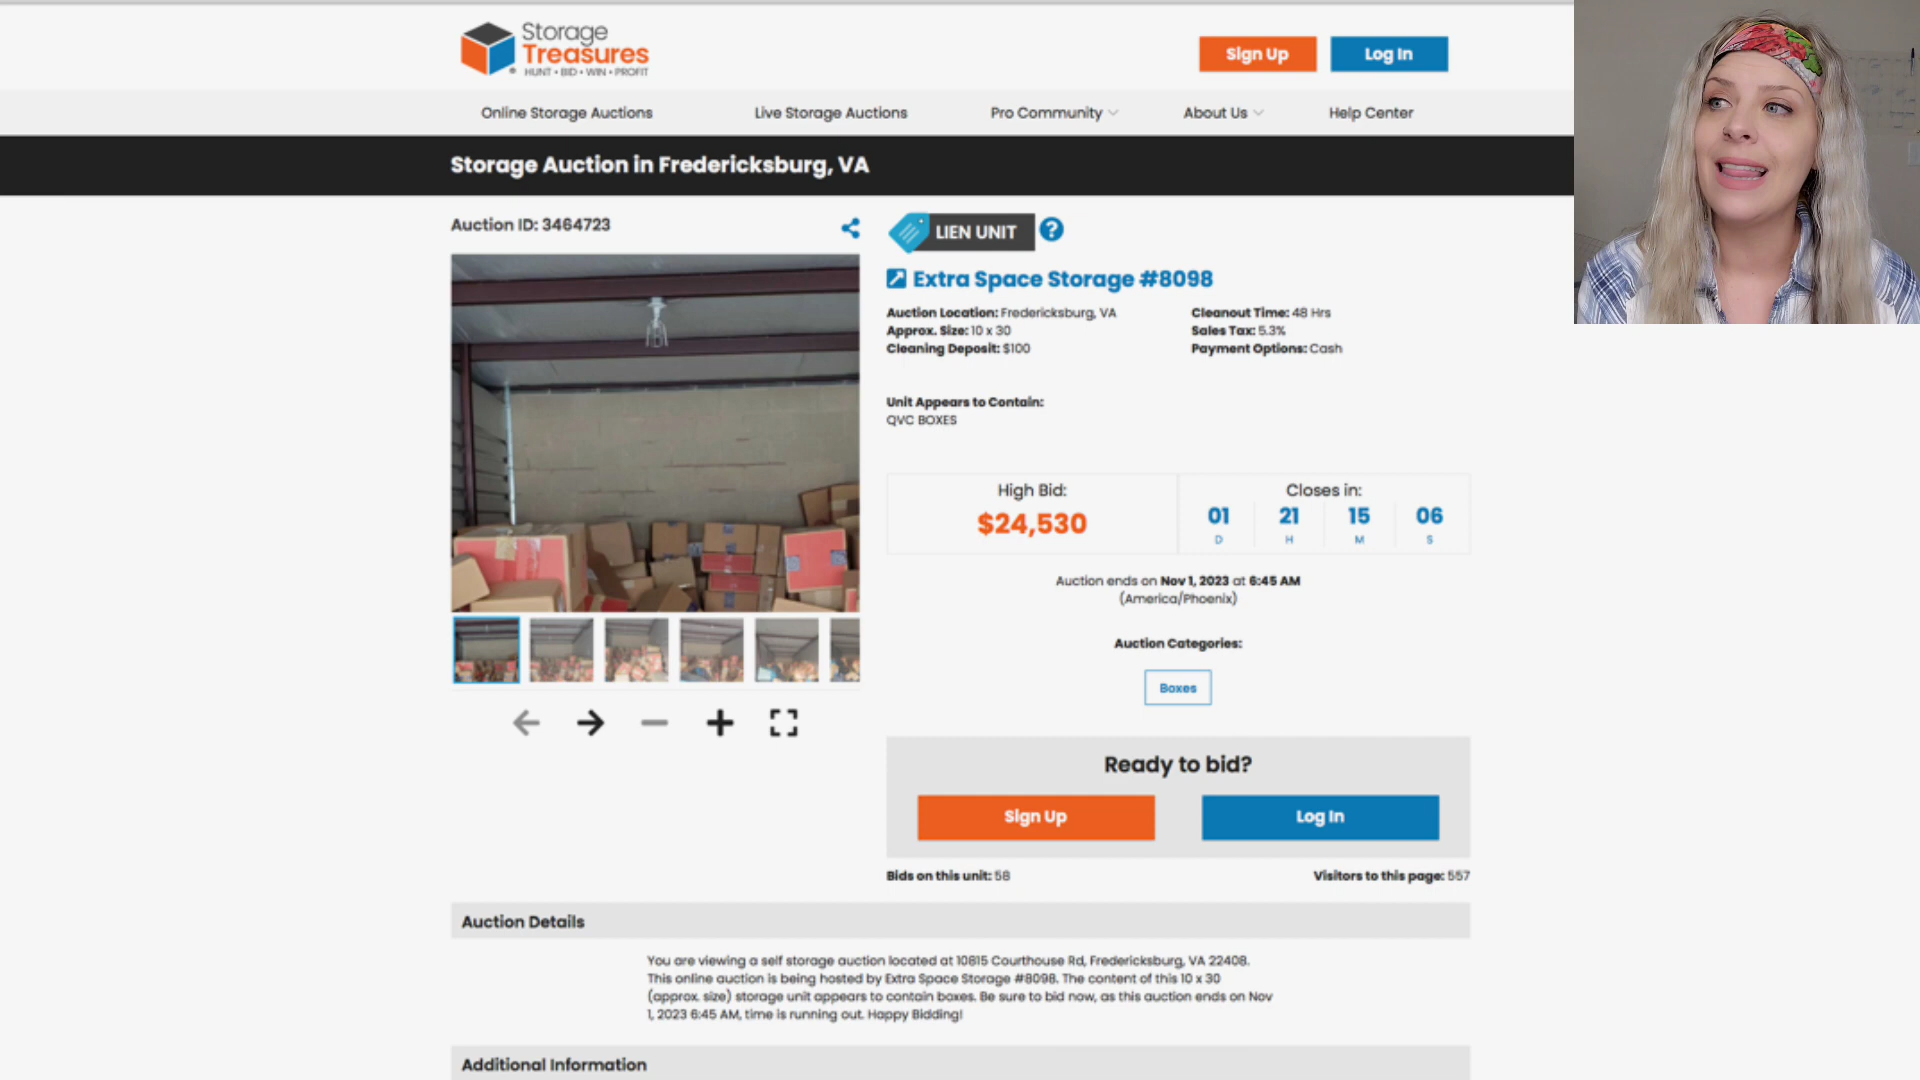 Storage
Treasures
HUNT • BID • WIN • PROFIT
Sign Up
Log In
Online Storage Auctions
Live Storage Auctions
Pro Community
About Us
Help Center
Storage Auction in Fredericksburg, VA
Auction ID: 3464723
LIEN UNIT
?
Extra Space Storage #8098
Auction Location: Fredericksburg, VA
Approx. Size: 10 x 30
Cleaning Deposit: $100
Cleanout Time: 48 Hrs
Sales Tax: 5.3%
Payment Options: Cash
Unit Appears to Contain:
QVC BOXES
High Bid:
$24,530
Closes in:
01 21 15 06
D H M S
Auction ends on Nov 1, 2023 at 6:45 AM
(America/Phoenix)
Auction Categories:
Boxes
Ready to bid?
Sign Up
Log In
Bids on this unit: 58
Visitors to this page: 557
Auction Details
You are viewing a self storage auction located at 10815 Courthouse Rd, Fredericksburg, VA 22408.
This online auction is being hosted by Extra Space Storage #8098. The content of this 10 x 30
(approx. size) storage unit appears to contain boxes. Be sure to bid now, as this auction ends on Nov
1, 2023 6:45 AM, time is running out. Happy Bidding!
Additional Information